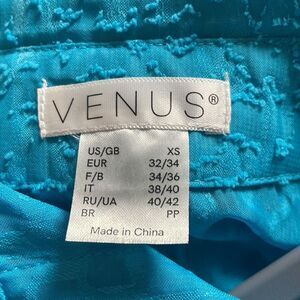 VENUS®
US/GB XS
EUR 32/34
F/B 34/36
IT 38/40
RU/UA 40/42
BR PP
Made in China